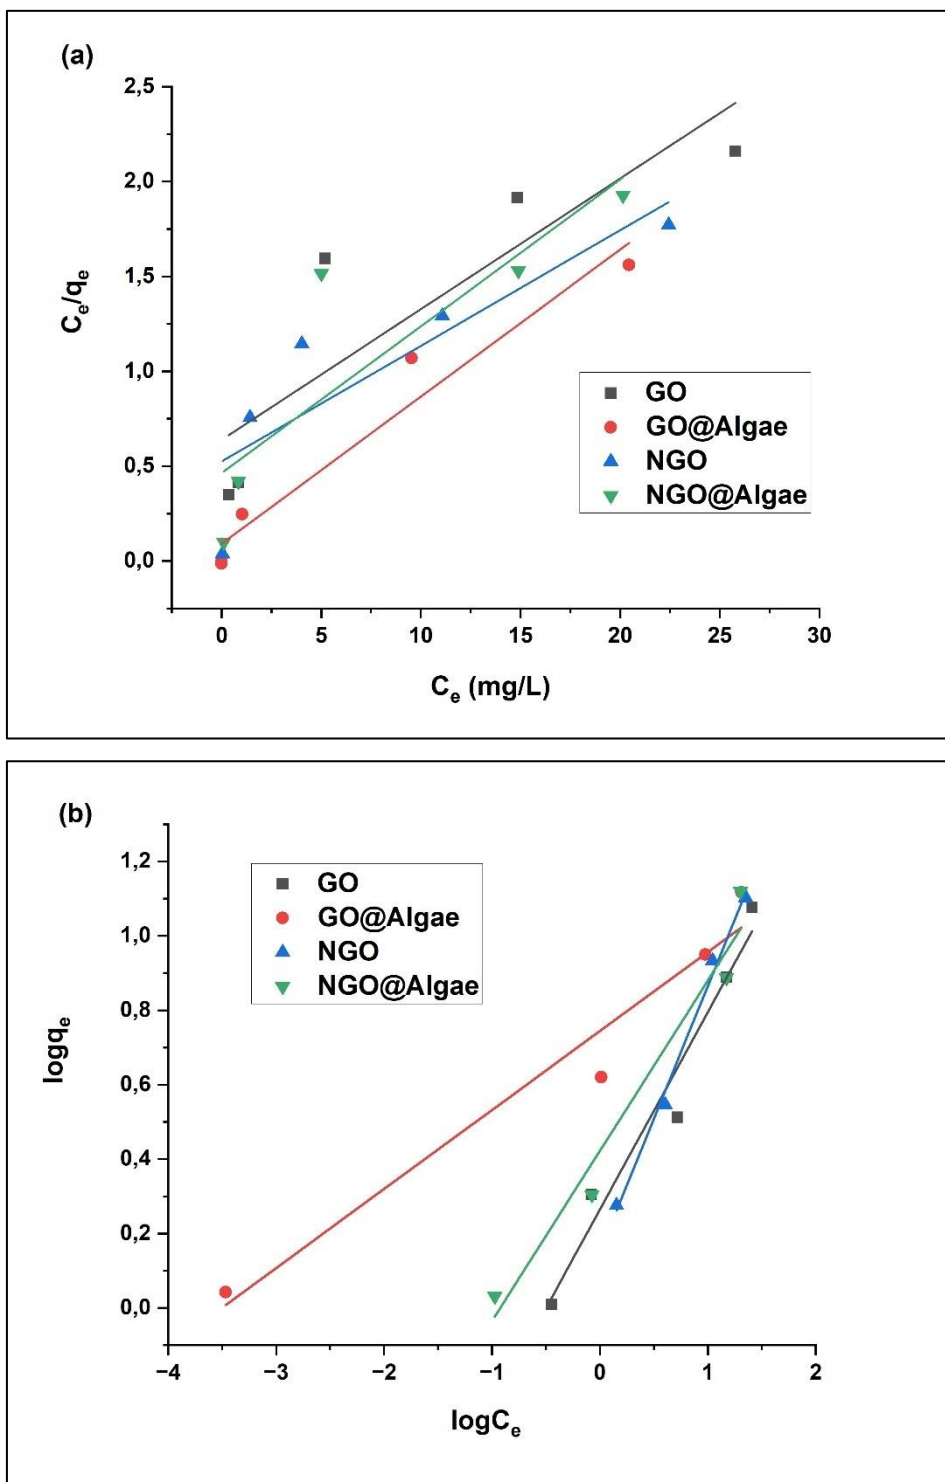 (a)
2,5
2,0
1,5
1,0
0,5
0,0
Ce/qe
0 5 10 15 20 25 30
Ce (mg/L)
GO
GO@Algae
NGO
NGO@Algae
(b)
1,2
1,0
0,8
0,6
0,4
0,2
0,0
logqe
GO
GO@Algae
NGO
NGO@Algae
−4 −3 −2 −1 0 1 2
logCe